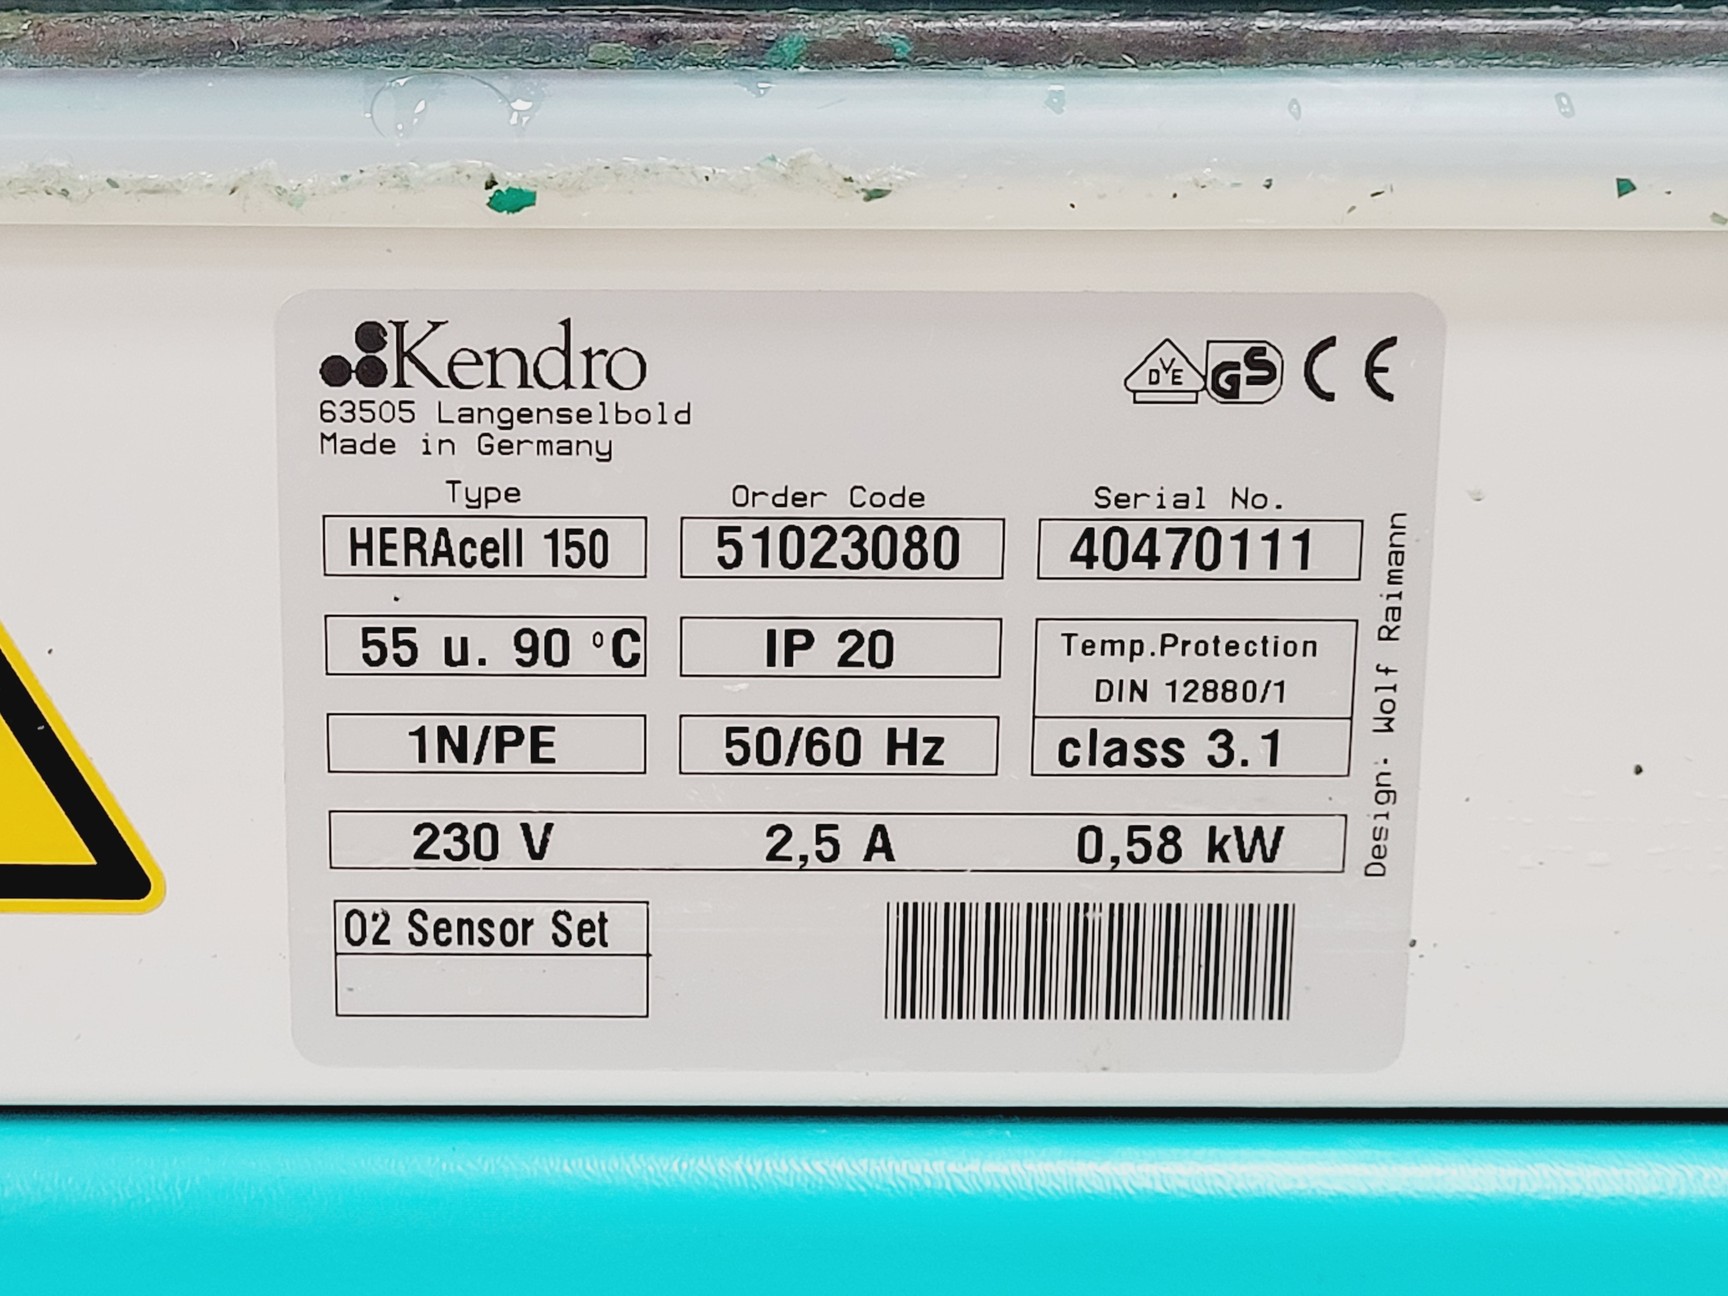 Kendro
63505 Langenselbold
Made in Germany
DVE GS CE
Type Order Code Serial No.
HERAcell 150 51023080 40470111
55 u. 90 °C IP 20 Temp.Protection
DIN 12880/1
1N/PE 50/60 Hz class 3.1
230 V 2,5 A 0,58 kW
O2 Sensor Set
Design: Wolf Raimann